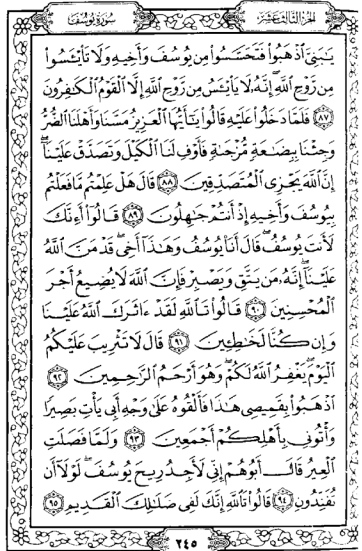 سورة يوسف
الجزء الثالث عشر
يَٰبَنِىَّ ٱذْهَبُوا۟ فَتَحَسَّسُوا۟ مِن يُوسُفَ وَأَخِيهِ وَلَا تَا۟يْـَٔسُوا۟
مِن رَّوْحِ ٱللَّهِ ۖ إِنَّهُۥ لَا يَا۟يْـَٔسُ مِن رَّوْحِ ٱللَّهِ إِلَّا ٱلْقَوْمُ ٱلْكَٰفِرُونَ
٨٧ فَلَمَّا دَخَلُوا۟ عَلَيْهِ قَالُوا۟ يَٰٓأَيُّهَا ٱلْعَزِيزُ مَسَّنَا وَأَهْلَنَا ٱلضُّرُّ
وَجِئْنَا بِبِضَٰعَةٍ مُّزْجَىٰةٍ فَأَوْفِ لَنَا ٱلْكَيْلَ وَتَصَدَّقْ عَلَيْنَآ ۖ
إِنَّ ٱللَّهَ يَجْزِى ٱلْمُتَصَدِّقِينَ ٨٨ قَالَ هَلْ عَلِمْتُم مَّا فَعَلْتُم
بِيُوسُفَ وَأَخِيهِ إِذْ أَنتُمْ جَٰهِلُونَ ٨٩ قَالُوٓا۟ أَءِنَّكَ
لَأَنتَ يُوسُفُ ۖ قَالَ أَنَا۠ يُوسُفُ وَهَٰذَآ أَخِى ۖ قَدْ مَنَّ ٱللَّهُ
عَلَيْنَآ ۖ إِنَّهُۥ مَن يَتَّقِ وَيَصْبِرْ فَإِنَّ ٱللَّهَ لَا يُضِيعُ أَجْرَ
ٱلْمُحْسِنِينَ ٩٠ قَالُوا۟ تَٱللَّهِ لَقَدْ ءَاثَرَكَ ٱللَّهُ عَلَيْنَا
وَإِن كُنَّا لَخَٰطِـِٔينَ ٩١ قَالَ لَا تَثْرِيبَ عَلَيْكُمُ
ٱلْيَوْمَ ۖ يَغْفِرُ ٱللَّهُ لَكُمْ ۖ وَهُوَ أَرْحَمُ ٱلرَّٰحِمِينَ ٩٢
ٱذْهَبُوا۟ بِقَمِيصِى هَٰذَا فَأَلْقُوهُ عَلَىٰ وَجْهِ أَبِى يَأْتِ بَصِيرًا
وَأْتُونِى بِأَهْلِكُمْ أَجْمَعِينَ ٩٣ وَلَمَّا فَصَلَتِ
ٱلْعِيرُ قَالَ أَبُوهُمْ إِنِّى لَأَجِدُ رِيحَ يُوسُفَ ۖ لَوْلَآ أَن
تُفَنِّدُونِ ٩٤ قَالُوا۟ تَٱللَّهِ إِنَّكَ لَفِى ضَلَٰلِكَ ٱلْقَدِيمِ ٩٥
٢٤٥